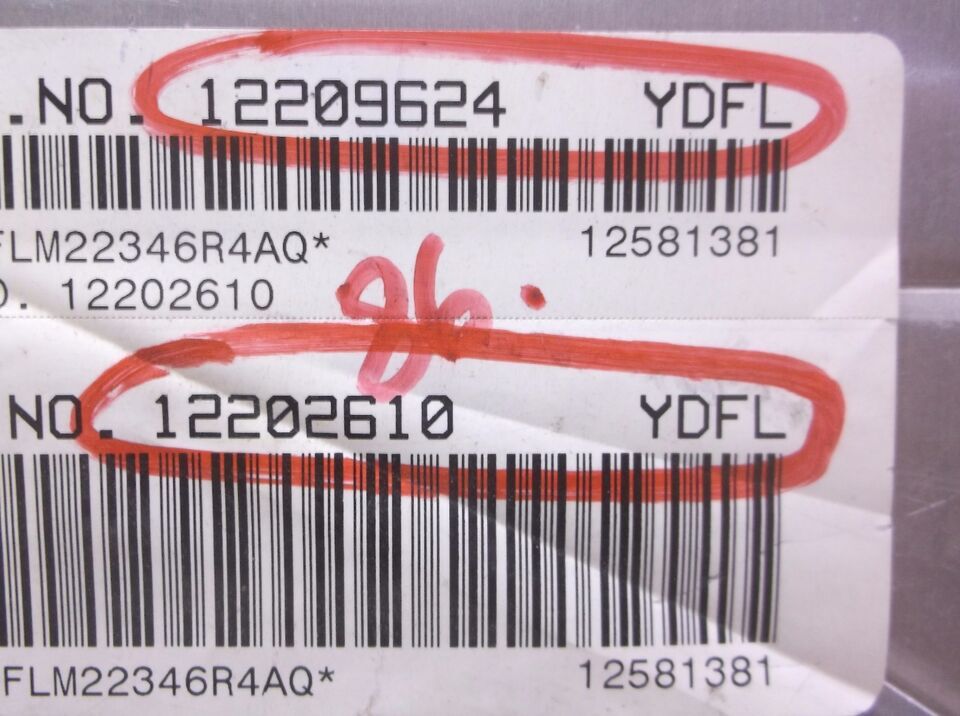 .NO. 12209624 YDFL
FLM22346R4AQ* 12581381
O. 12202610
96.
NO. 12202610 YDFL
FLM22346R4AQ* 12581381